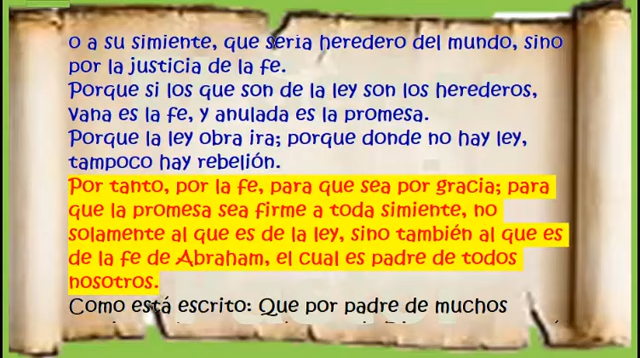 o a su simiente, que sería heredero del mundo, sino
por la justicia de la fe.
Porque si los que son de la ley son los herederos,
vana es la fe, y anulada es la promesa.
Porque la ley obra ira; porque donde no hay ley,
tampoco hay rebelión.
Por tanto, por la fe, para que sea por gracia; para
que la promesa sea firme a toda simiente, no
solamente al que es de la ley, sino también al que es
de la fe de Abraham, el cual es padre de todos
nosotros.
Como está escrito: Que por padre de muchos